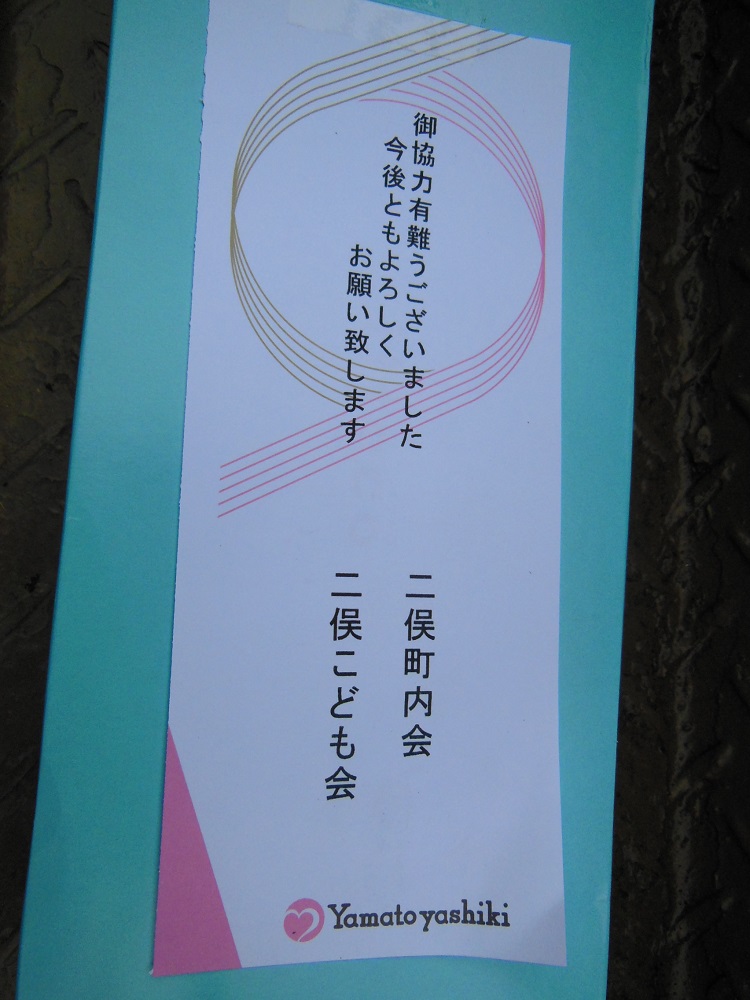 御協力有難うございました
今後ともよろしく
お願い致します
二俣町内会
二俣こども会
Yamatoyashiki